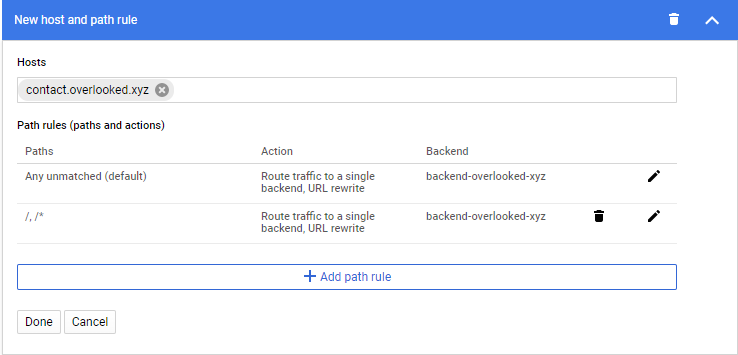 New host and path rule
Hosts
contact.overlooked.xyz
Path rules (paths and actions)
Paths Action Backend
Any unmatched (default) Route traffic to a single backend-overlooked-xyz
backend, URL rewrite
/, /* Route traffic to a single backend-overlooked-xyz
backend, URL rewrite
Add path rule
Done Cancel